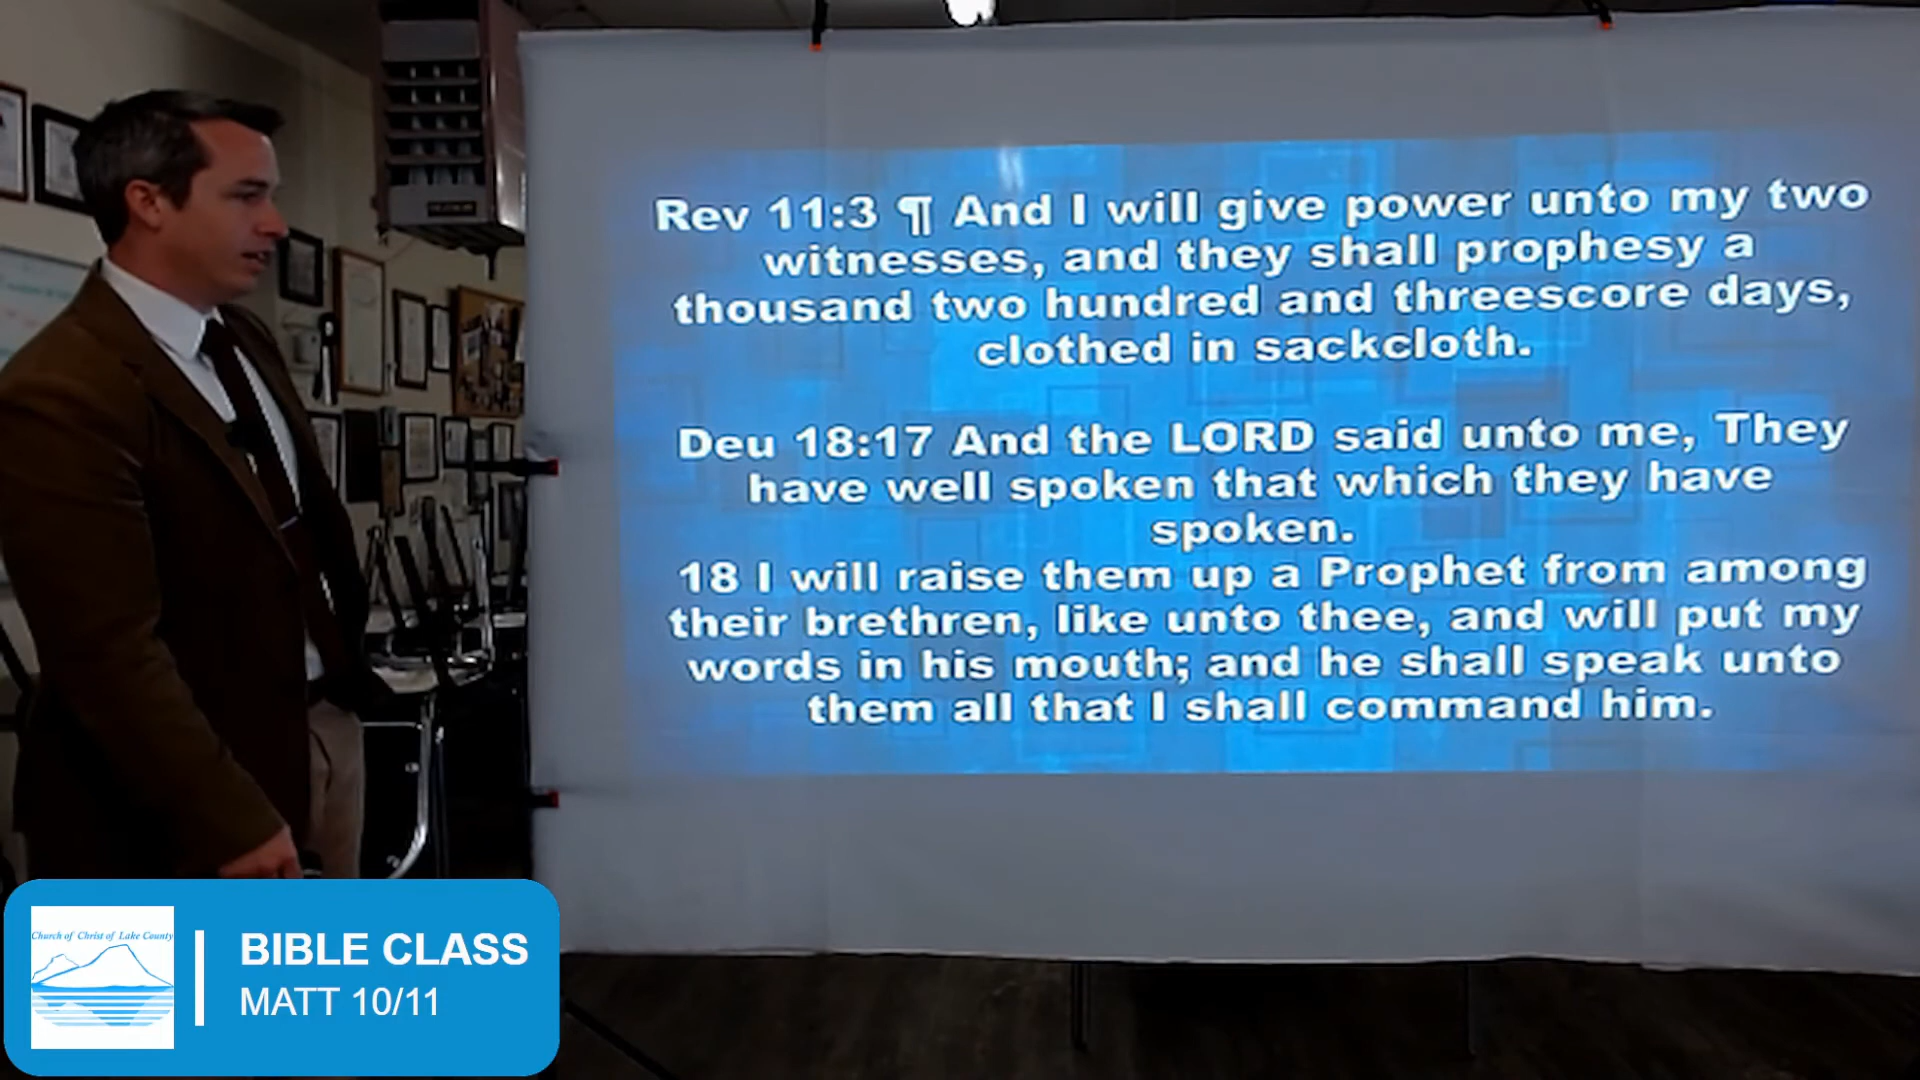 Rev 11:3 ¶ And I will give power unto my two
witnesses, and they shall prophesy a
thousand two hundred and threescore days,
clothed in sackcloth.
Deu 18:17 And the LORD said unto me, They
have well spoken that which they have
spoken.
18 I will raise them up a Prophet from among
their brethren, like unto thee, and will put my
words in his mouth; and he shall speak unto
them all that I shall command him.
Church of Christ of Lake County
BIBLE CLASS
MATT 10/11